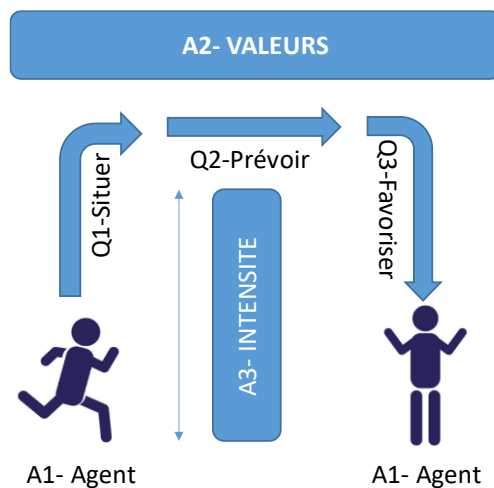 A2- VALEURS
Q1-Situer
Q2-Prévoir
Q3-Favoriser
A3- INTENSITE
A1- Agent
A1- Agent